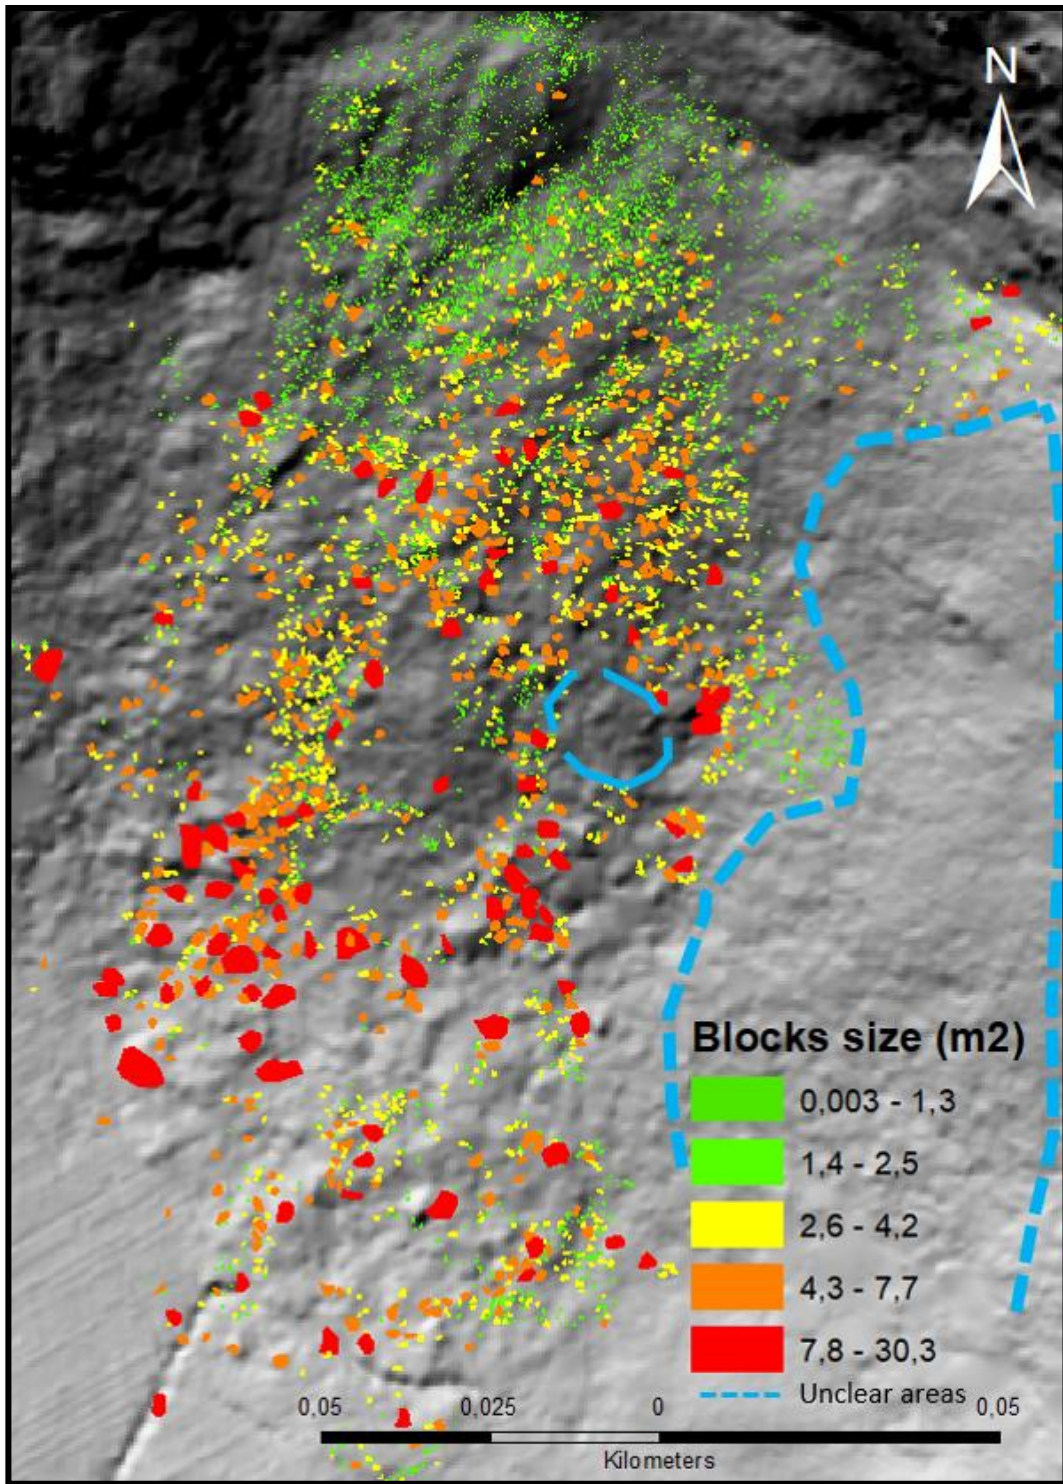 N
Blocks size (m2)
0,003 - 1,3
1,4 - 2,5
2,6 - 4,2
4,3 - 7,7
7,8 - 30,3
Unclear areas
0,05 0,025 0 0,05
Kilometers